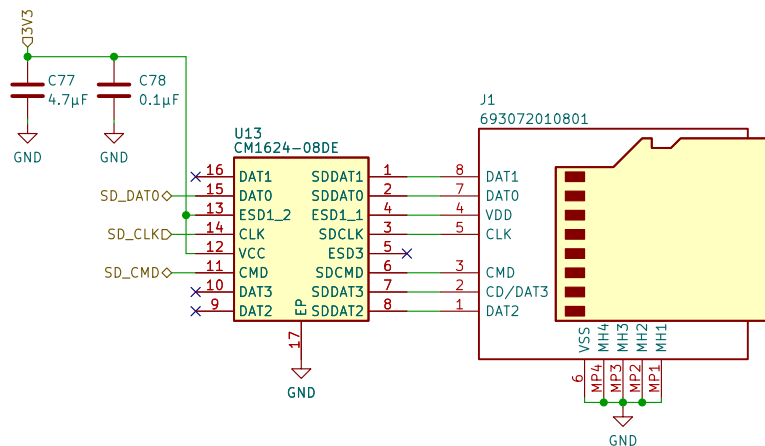 3V3
C77
4.7µF
C78
0.1µF
GND
GND
U13
CM1624-08DE
J1
693072010801
SD_DAT0
SD_CLK
SD_CMD
16 DAT1 SDDAT1 1
15 DAT0 SDDAT0 2
13 ESD1_2 ESD1_1 4
14 CLK SDCLK 3
12 VCC ESD3 5
11 CMD SDCMD 6
10 DAT3 SDDAT3 7
9 DAT2 SDDAT2 8
EP
17
GND
8 DAT1
7 DAT0
4 VDD
5 CLK
3 CMD
2 CD/DAT3
1 DAT2
VSS MH4 MH3 MH2 MH1
6 MP4 MP3 MP2 MP1
GND